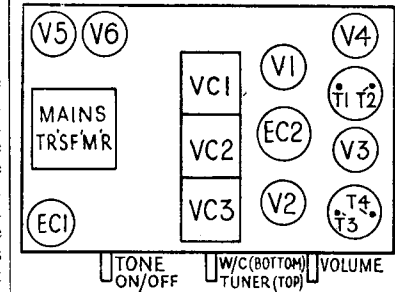 V5 V6
V4
V1
VC1
T1 T2
MAINS
TR'SF'M'R
EC2
VC2
V3
VC3
V2
T4
T3
EC1
TONE
ON/OFF
W/C (BOTTOM)
TUNER (TOP)
VOLUME